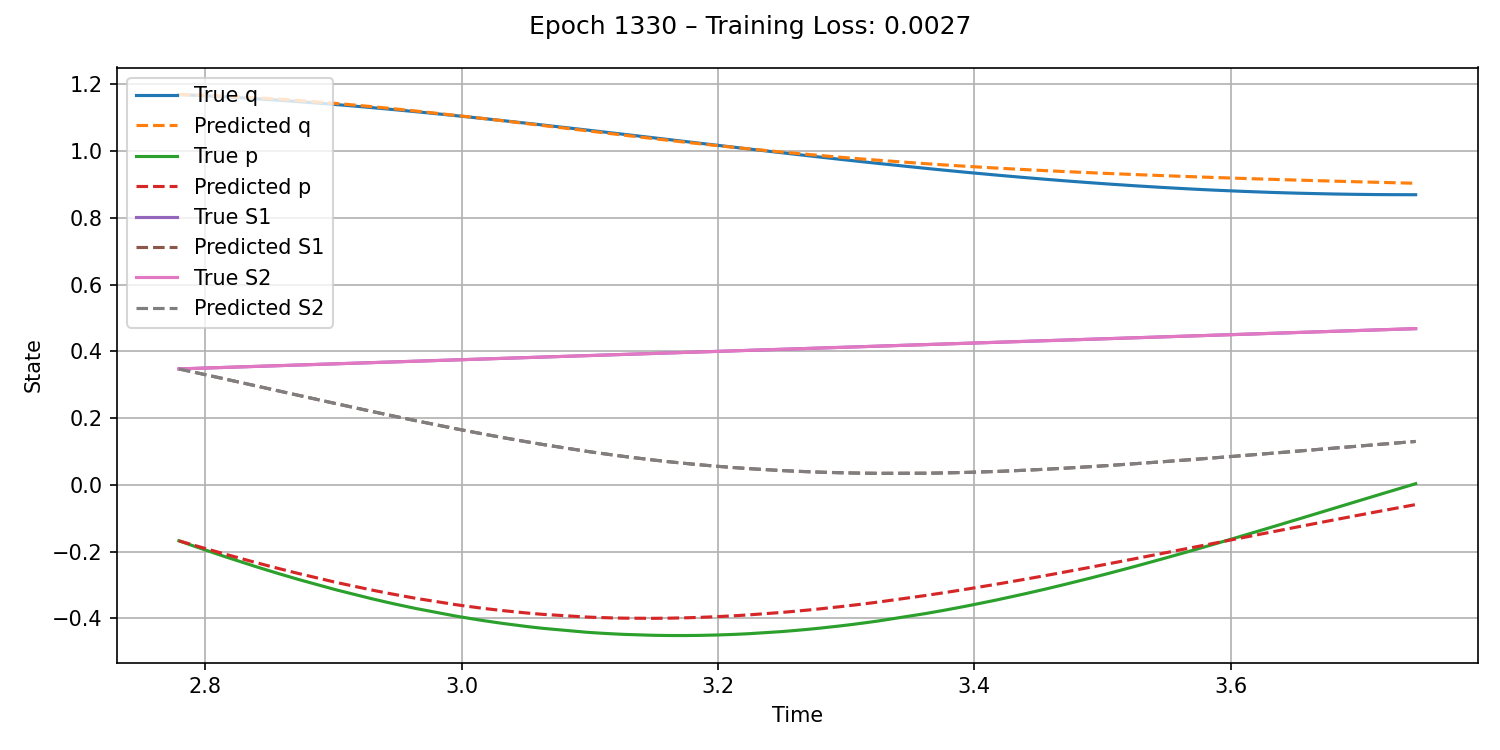 Epoch 1330 – Training Loss: 0.0027
1.2
1.0
0.8
0.6
0.4
0.2
0.0
−0.2
−0.4
State
True q
Predicted q
True p
Predicted p
True S1
Predicted S1
True S2
Predicted S2
2.8 3.0 3.2 3.4 3.6
Time